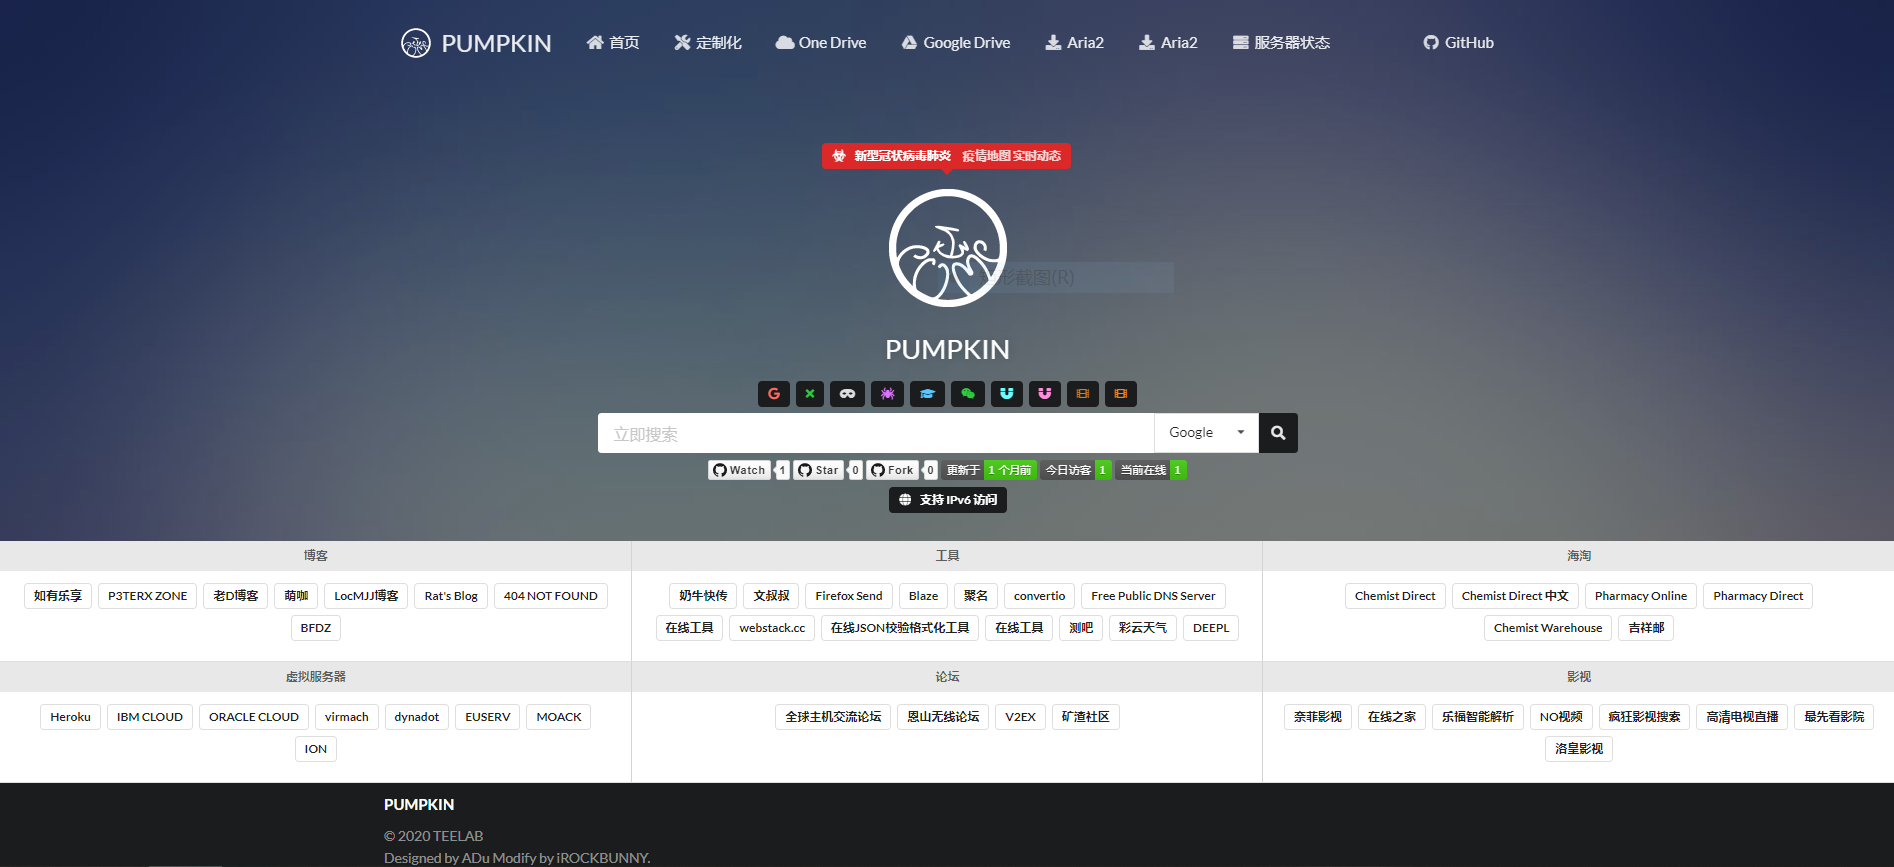 PUMPKIN 首页 定制化 One Drive Google Drive Aria2 Aria2 服务器状态 GitHub
新型冠状病毒肺炎 疫情地图 实时动态
形截图(R)
PUMPKIN
立即搜索 Google
Watch 1 Star 0 Fork 0 更新于 1 个月前 今日访客 1 当前在线 1
支持 IPv6 访问
博客 工具 海淘
如有乐享 P3TERX ZONE 老D博客 萌咖 LocMJJ博客 Rat's Blog 404 NOT FOUND
BFDZ
奶牛快传 文叔叔 Firefox Send Blaze 聚名 convertio Free Public DNS Server
在线工具 webstack.cc 在线JSON校验格式化工具 在线工具 测吧 彩云天气 DEEPL
Chemist Direct Chemist Direct 中文 Pharmacy Online Pharmacy Direct
Chemist Warehouse 吉祥邮
虚拟服务器 论坛 影视
Heroku IBM CLOUD ORACLE CLOUD virmach dynadot EUSERV MOACK
ION
全球主机交流论坛 恩山无线论坛 V2EX 矿渣社区
奈菲影视 在线之家 乐福智能解析 NO视频 疯狂影视搜索 高清电视直播 最先看影院
洛皇影视
PUMPKIN
© 2020 TEELAB
Designed by ADu Modify by iROCKBUNNY.